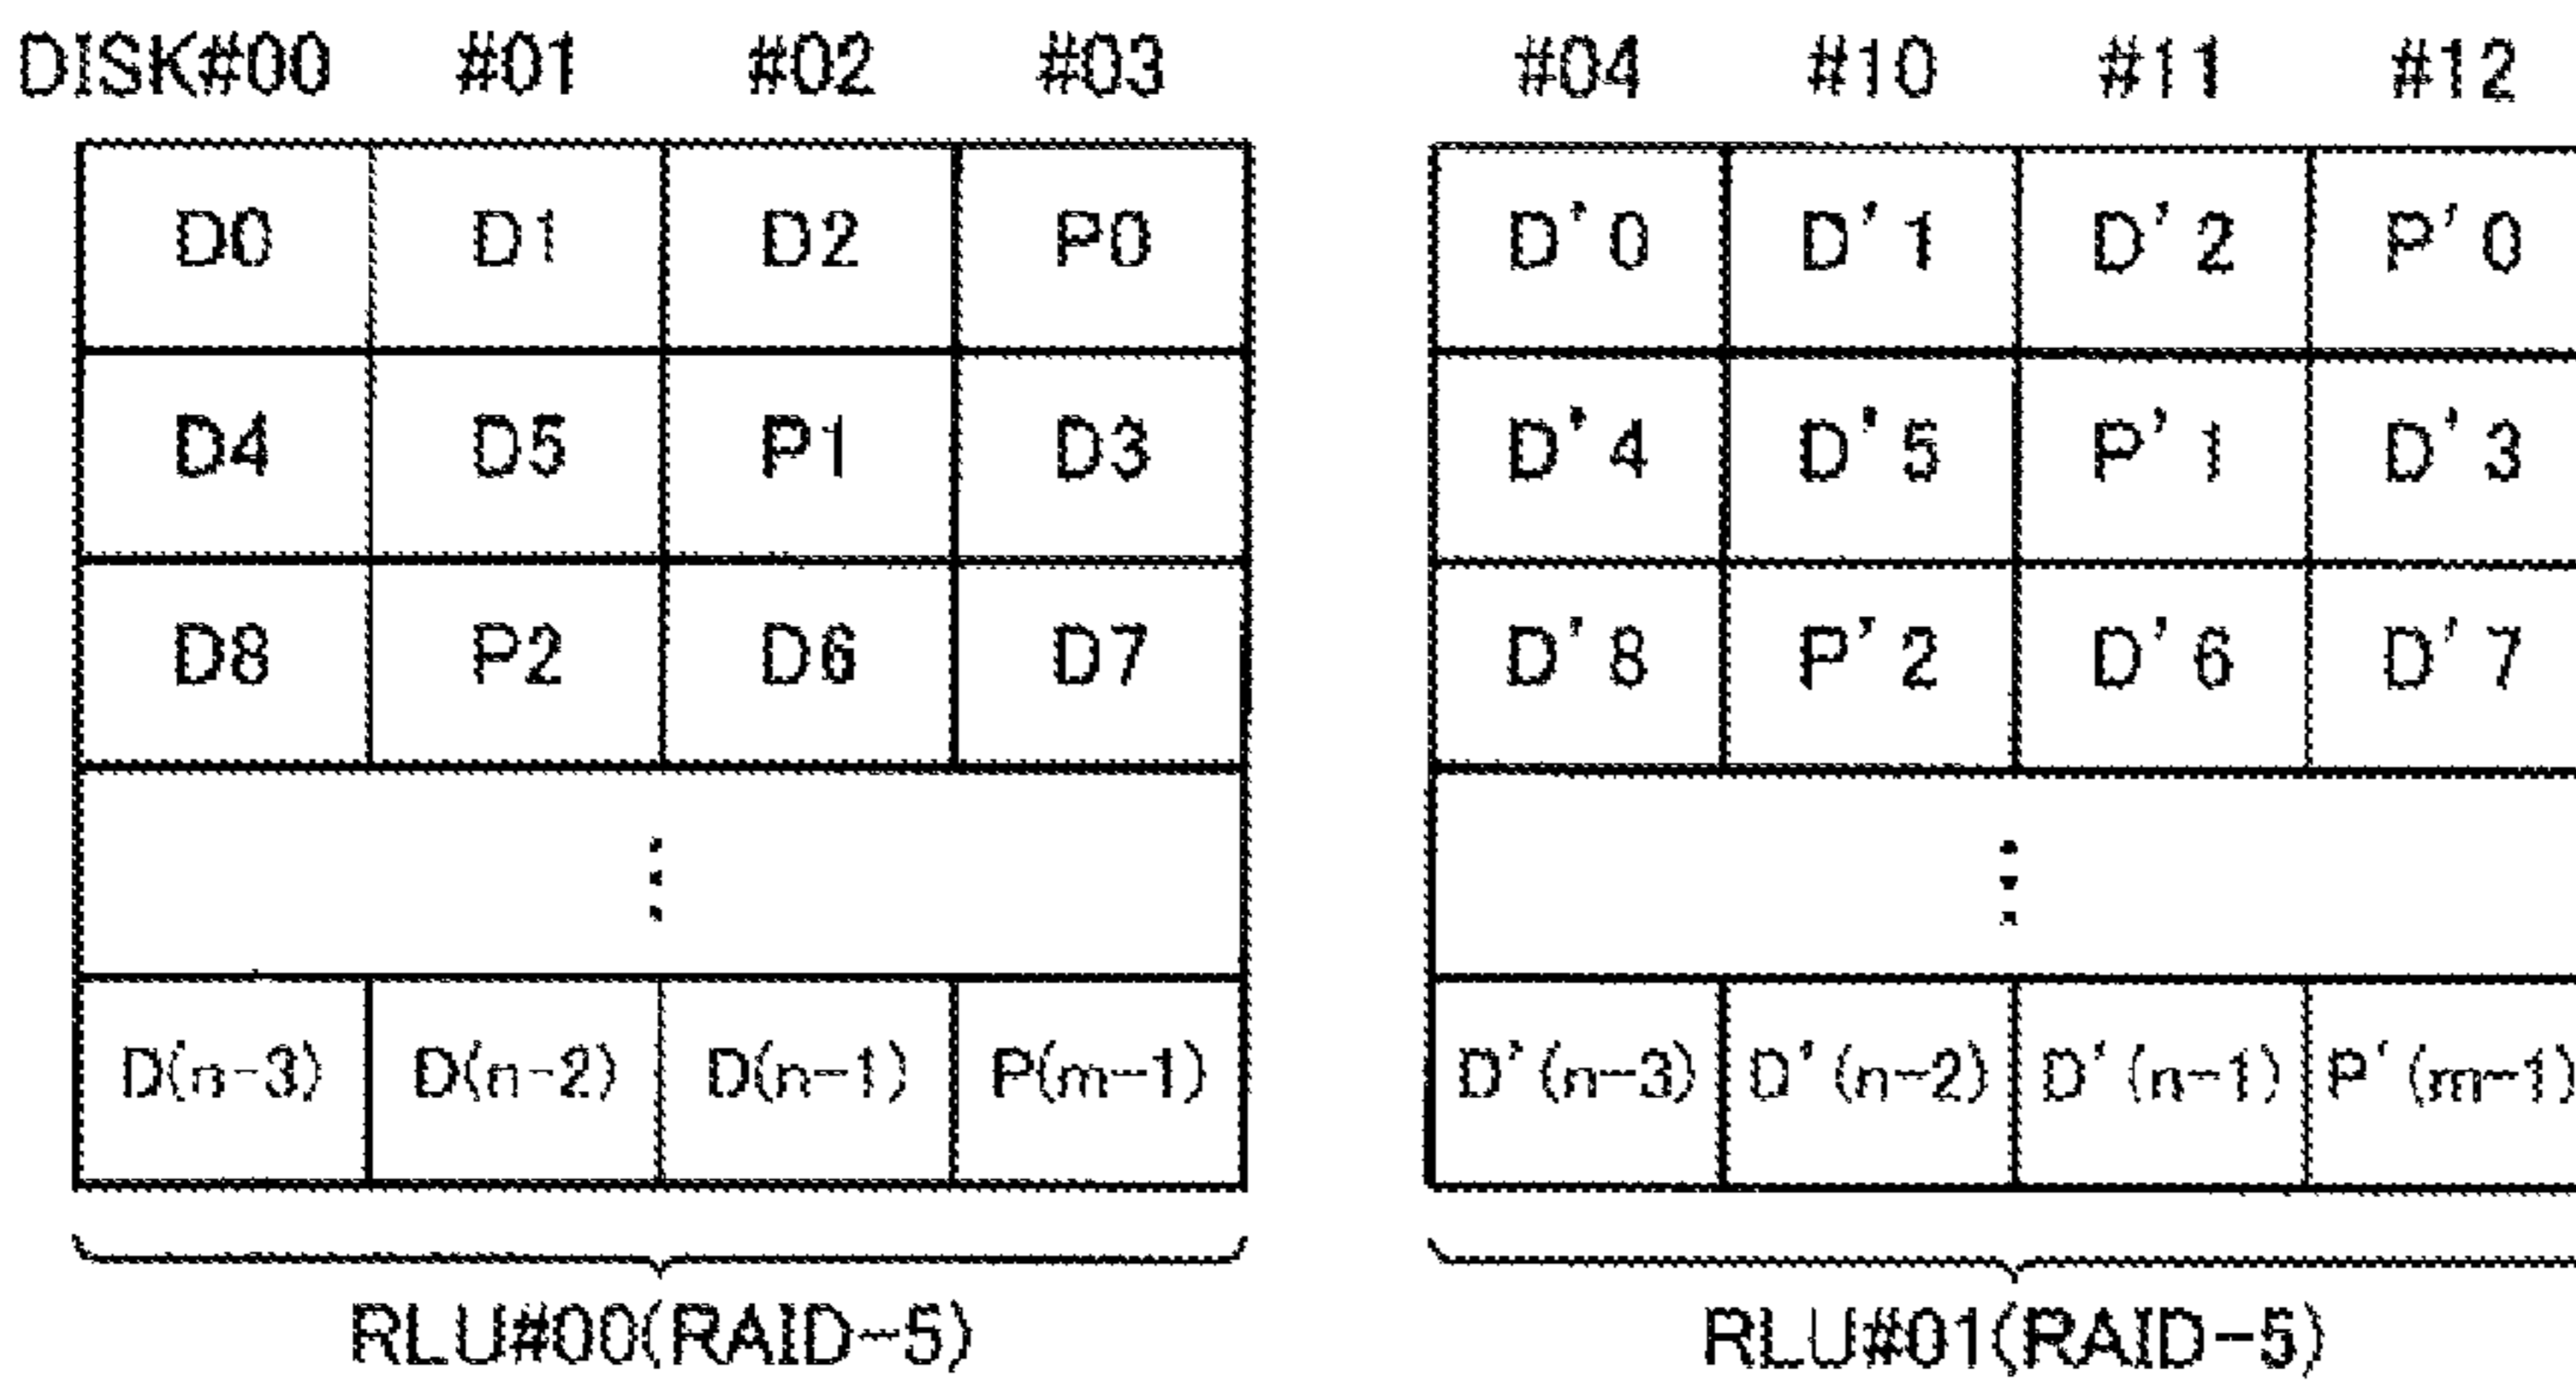 DISK#00 #01 #02 #03 #04 #10 #11 #12
D0 D1 D2 P0 D'0 D'1 D'2 P'0
D4 D5 P1 D3 D'4 D'5 P'1 D'3
D8 P2 D6 D7 D'8 P'2 D'6 D'7
D(n-3) D(n-2) D(n-1) P(m-1) D'(n-3) D'(n-2) D'(n-1) P'(m-1)
RLU#00(RAID-5) RLU#01(RAID-5)